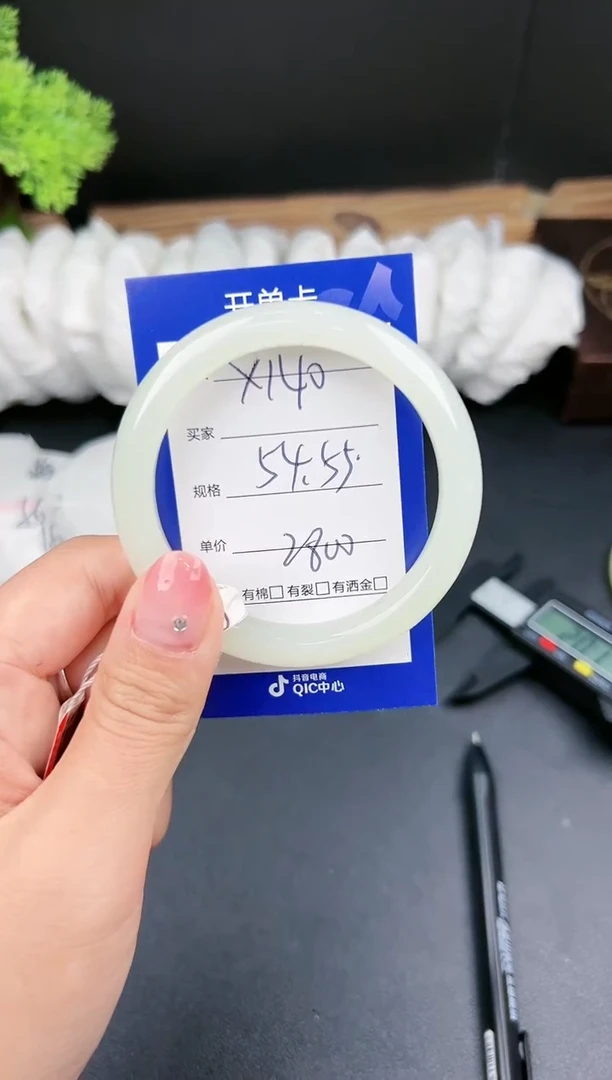 开单卡
X140
买家
规格 54.55.
单价 2800
有棉□ 有裂□ 有洒金□
抖音电商
QIC中心